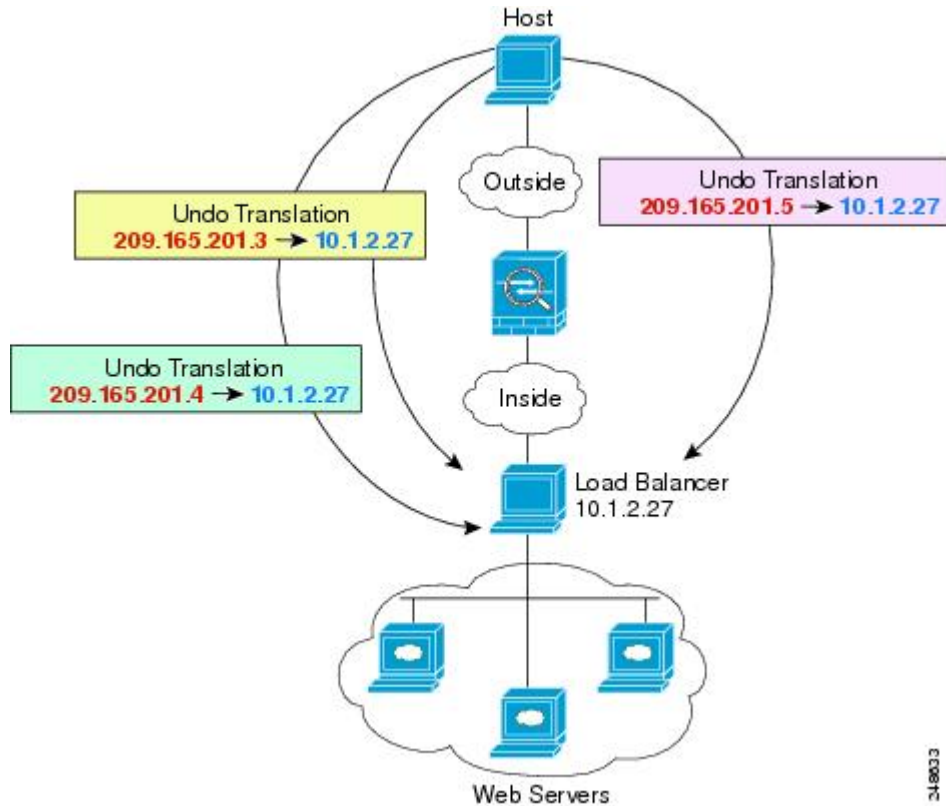 Host
Outside
Undo Translation
209.165.201.3 → 10.1.2.27
Undo Translation
209.165.201.5 → 10.1.2.27
Undo Translation
209.165.201.4 → 10.1.2.27
Inside
Load Balancer
10.1.2.27
Web Servers
248633